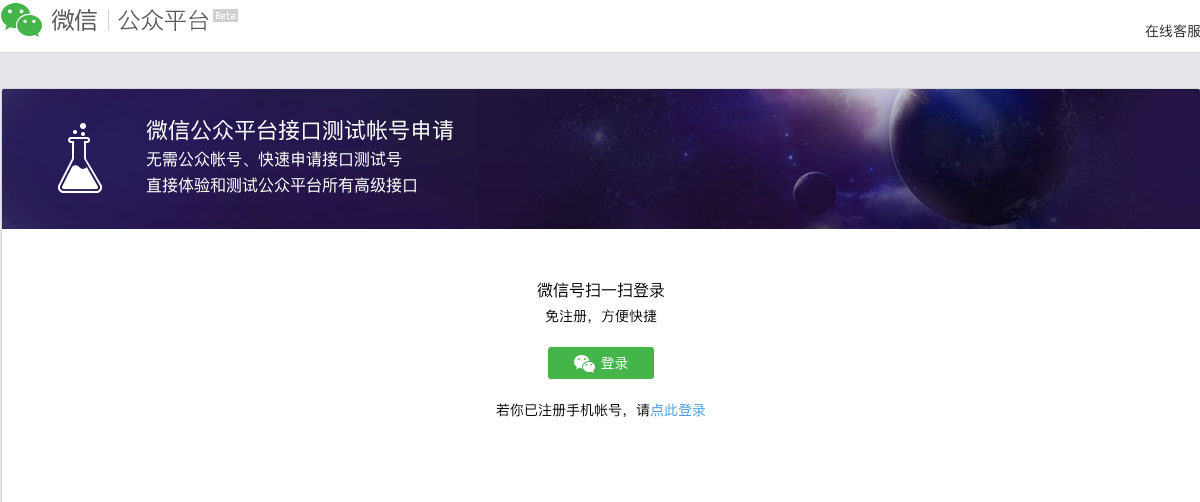 微信 公众平台 Beta
在线客服
微信公众平台接口测试帐号申请
无需公众帐号、快速申请接口测试号
直接体验和测试公众平台所有高级接口
微信号扫一扫登录
免注册，方便快捷
登录
若你已注册手机帐号，请点此登录